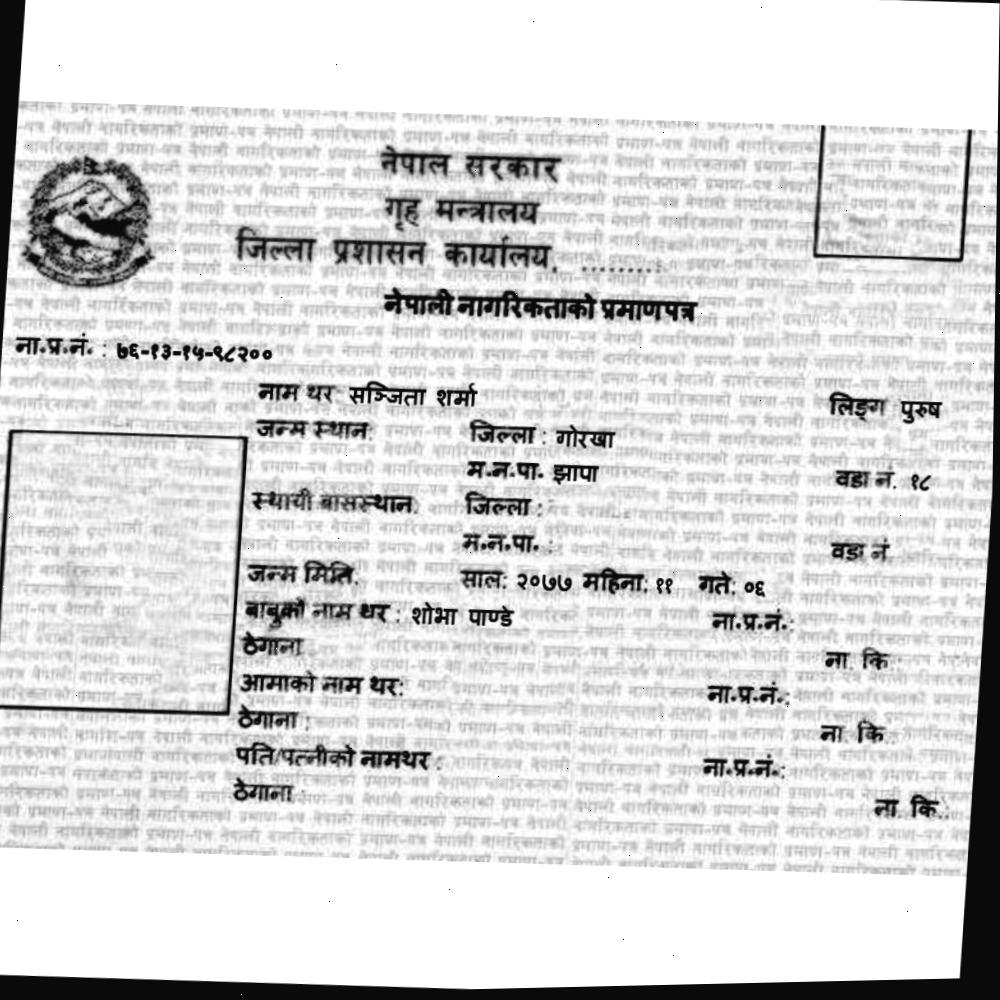 नेपाल सरकार
गृह मन्त्रालय
जिल्ला प्रशासन कार्यालय, .........
नेपाली नागरिकताको प्रमाणपत्र
ना.प्र.नं. : ७६-१३-१५-९८२००
नाम थर: सञ्जिता शर्मा लिङ्ग पुरुष
जन्म स्थान: जिल्ला : गोरखा
म.न.पा. झापा वडा नं. १८
स्थायी बासस्थान: जिल्ला :
म.न.पा. : वडा नं
जन्म मिति: साल: २०७७ महिना: ११ गते: ०६
बाबुको नाम थर : शोभा पाण्डे ना.प्र.नं.:
ठेगाना : ना. कि.:
आमाको नाम थर: ना.प्र.नं.:
ठेगाना : ना. कि.:
पति/पत्नीको नामथर : ना.प्र.नं.:
ठेगाना : ना. कि.: